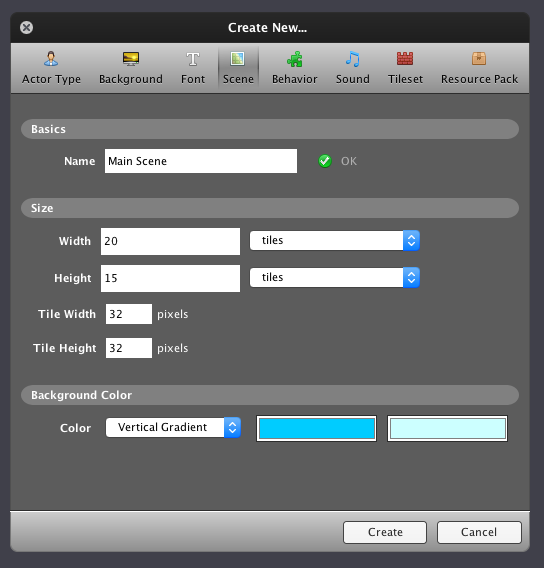 Create New...
Actor Type Background Font Scene Behavior Sound Tileset Resource Pack
Basics
Name Main Scene OK
Size
Width 20 tiles
Height 15 tiles
Tile Width 32 pixels
Tile Height 32 pixels
Background Color
Color Vertical Gradient
Create Cancel